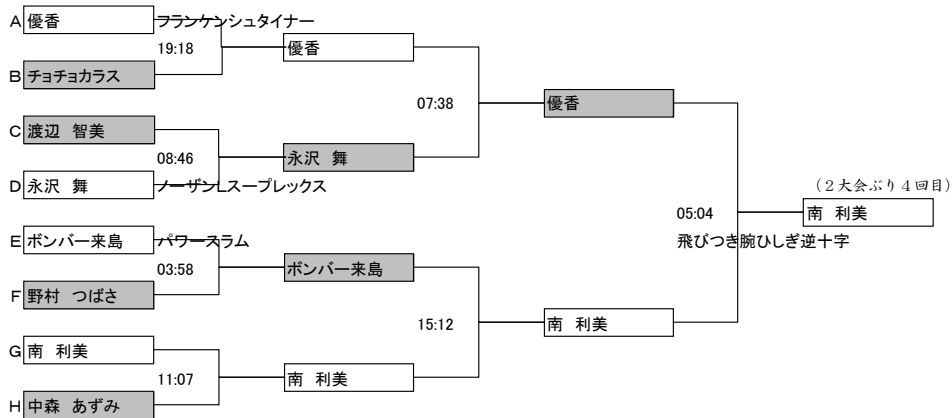 A 優香 フランケンシュタイナー
19:18 優香
B チョチョカラス
07:38 優香
C 渡辺 智美
08:46 永沢 舞
D 永沢 舞 ノーザンLスープレックス
(2大会ぶり4回目)
05:04 南 利美
E ボンバー来島 パワースラム 飛びつき腕ひしぎ逆十字
03:58 ボンバー来島
F 野村 つばさ
15:12 南 利美
G 南 利美
11:07 南 利美
H 中森 あずみ